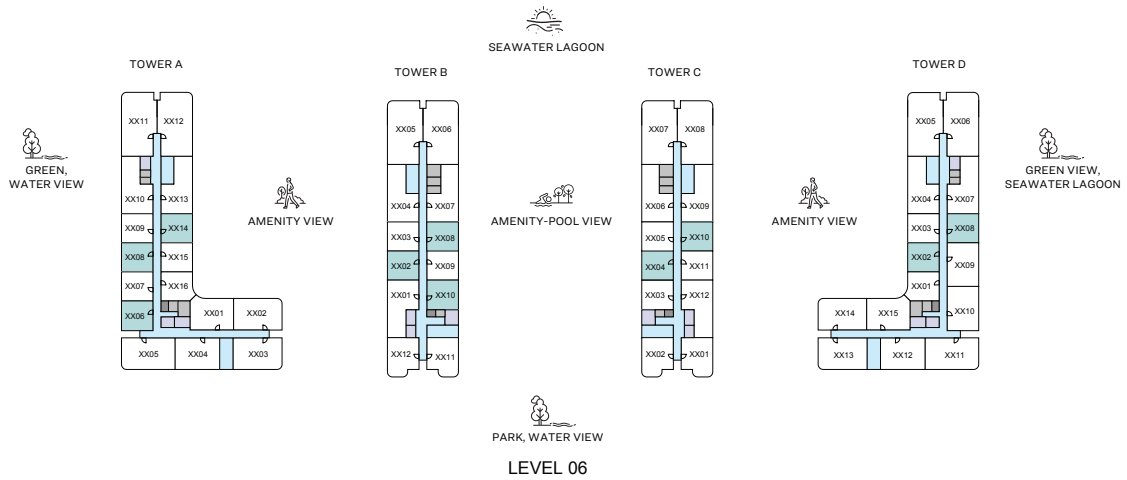 SEAWATER LAGOON
TOWER A
TOWER B
TOWER C
TOWER D
GREEN,
WATER VIEW
AMENITY VIEW
AMENITY-POOL VIEW
AMENITY VIEW
GREEN VIEW,
SEAWATER LAGOON
XX11 XX12
XX10 XX13
XX09 XX14
XX08 XX15
XX07 XX16
XX06 XX01 XX02
XX05 XX04 XX03
XX05 XX06
XX04 XX07
XX03 XX08
XX02 XX09
XX01 XX10
XX12 XX11
XX07 XX08
XX06 XX09
XX05 XX10
XX04 XX11
XX03 XX12
XX02 XX01
XX05 XX06
XX04 XX07
XX03 XX08
XX02 XX09
XX01
XX14 XX15 XX10
XX13 XX12 XX11
PARK, WATER VIEW
LEVEL 06